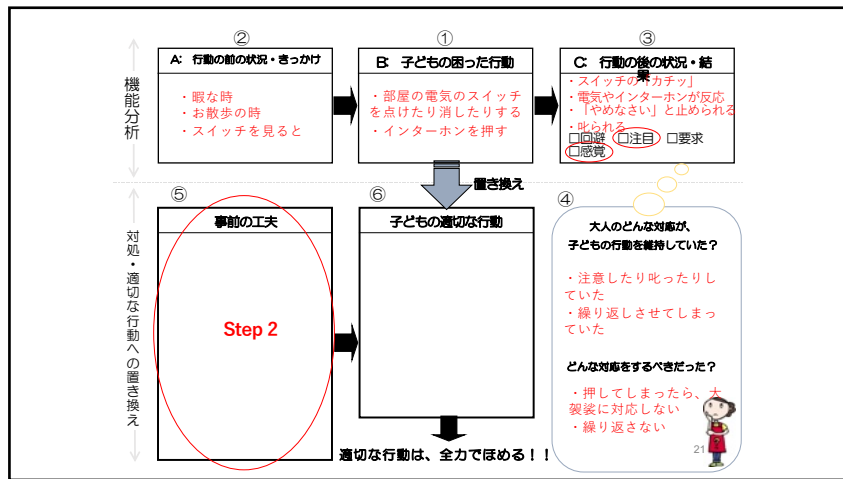 ②
①
③
A: 行動の前の状況・きっかけ
B: 子どもの困った行動
C: 行動の後の状況・結
果
機能分析
・暇な時
・お散歩の時
・スイッチを見ると
・部屋の電気のスイッチ
を点けたり消したりする
・インターホンを押す
・スイッチの「カチッ」
・電気やインターホンが反応
・「やめなさい」と止められる
・叱られる
□回避 □注目 □要求
□感覚
置き換え
⑤
⑥
④
対処・適切な行動への置き換え
事前の工夫
Step 2
子どもの適切な行動
適切な行動は、全力でほめる！！
大人のどんな対応が、
子どもの行動を維持していた？
・注意したり叱ったりし
ていた
・繰り返しさせてしまっ
ていた
どんな対応をするべきだった？
・押してしまったら、大
袈裟に対応しない
・繰り返さない
21